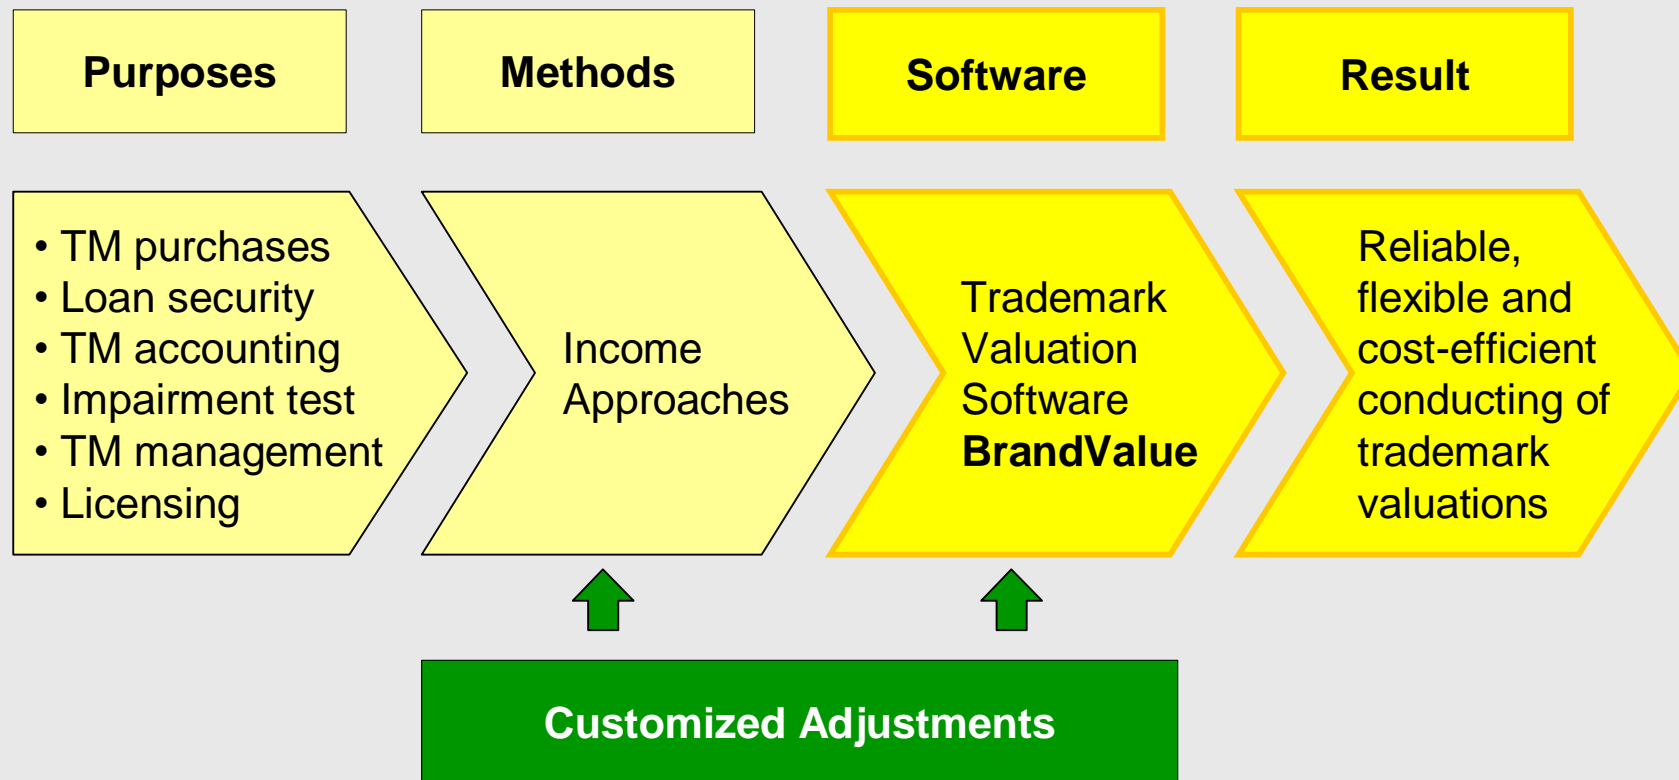 Purposes
Methods
Software
Result
• TM purchases
• Loan security
• TM accounting
• Impairment test
• TM management
• Licensing
Income
Approaches
Trademark
Valuation
Software
BrandValue
Reliable,
flexible and
cost-efficient
conducting of
trademark
valuations
Customized Adjustments